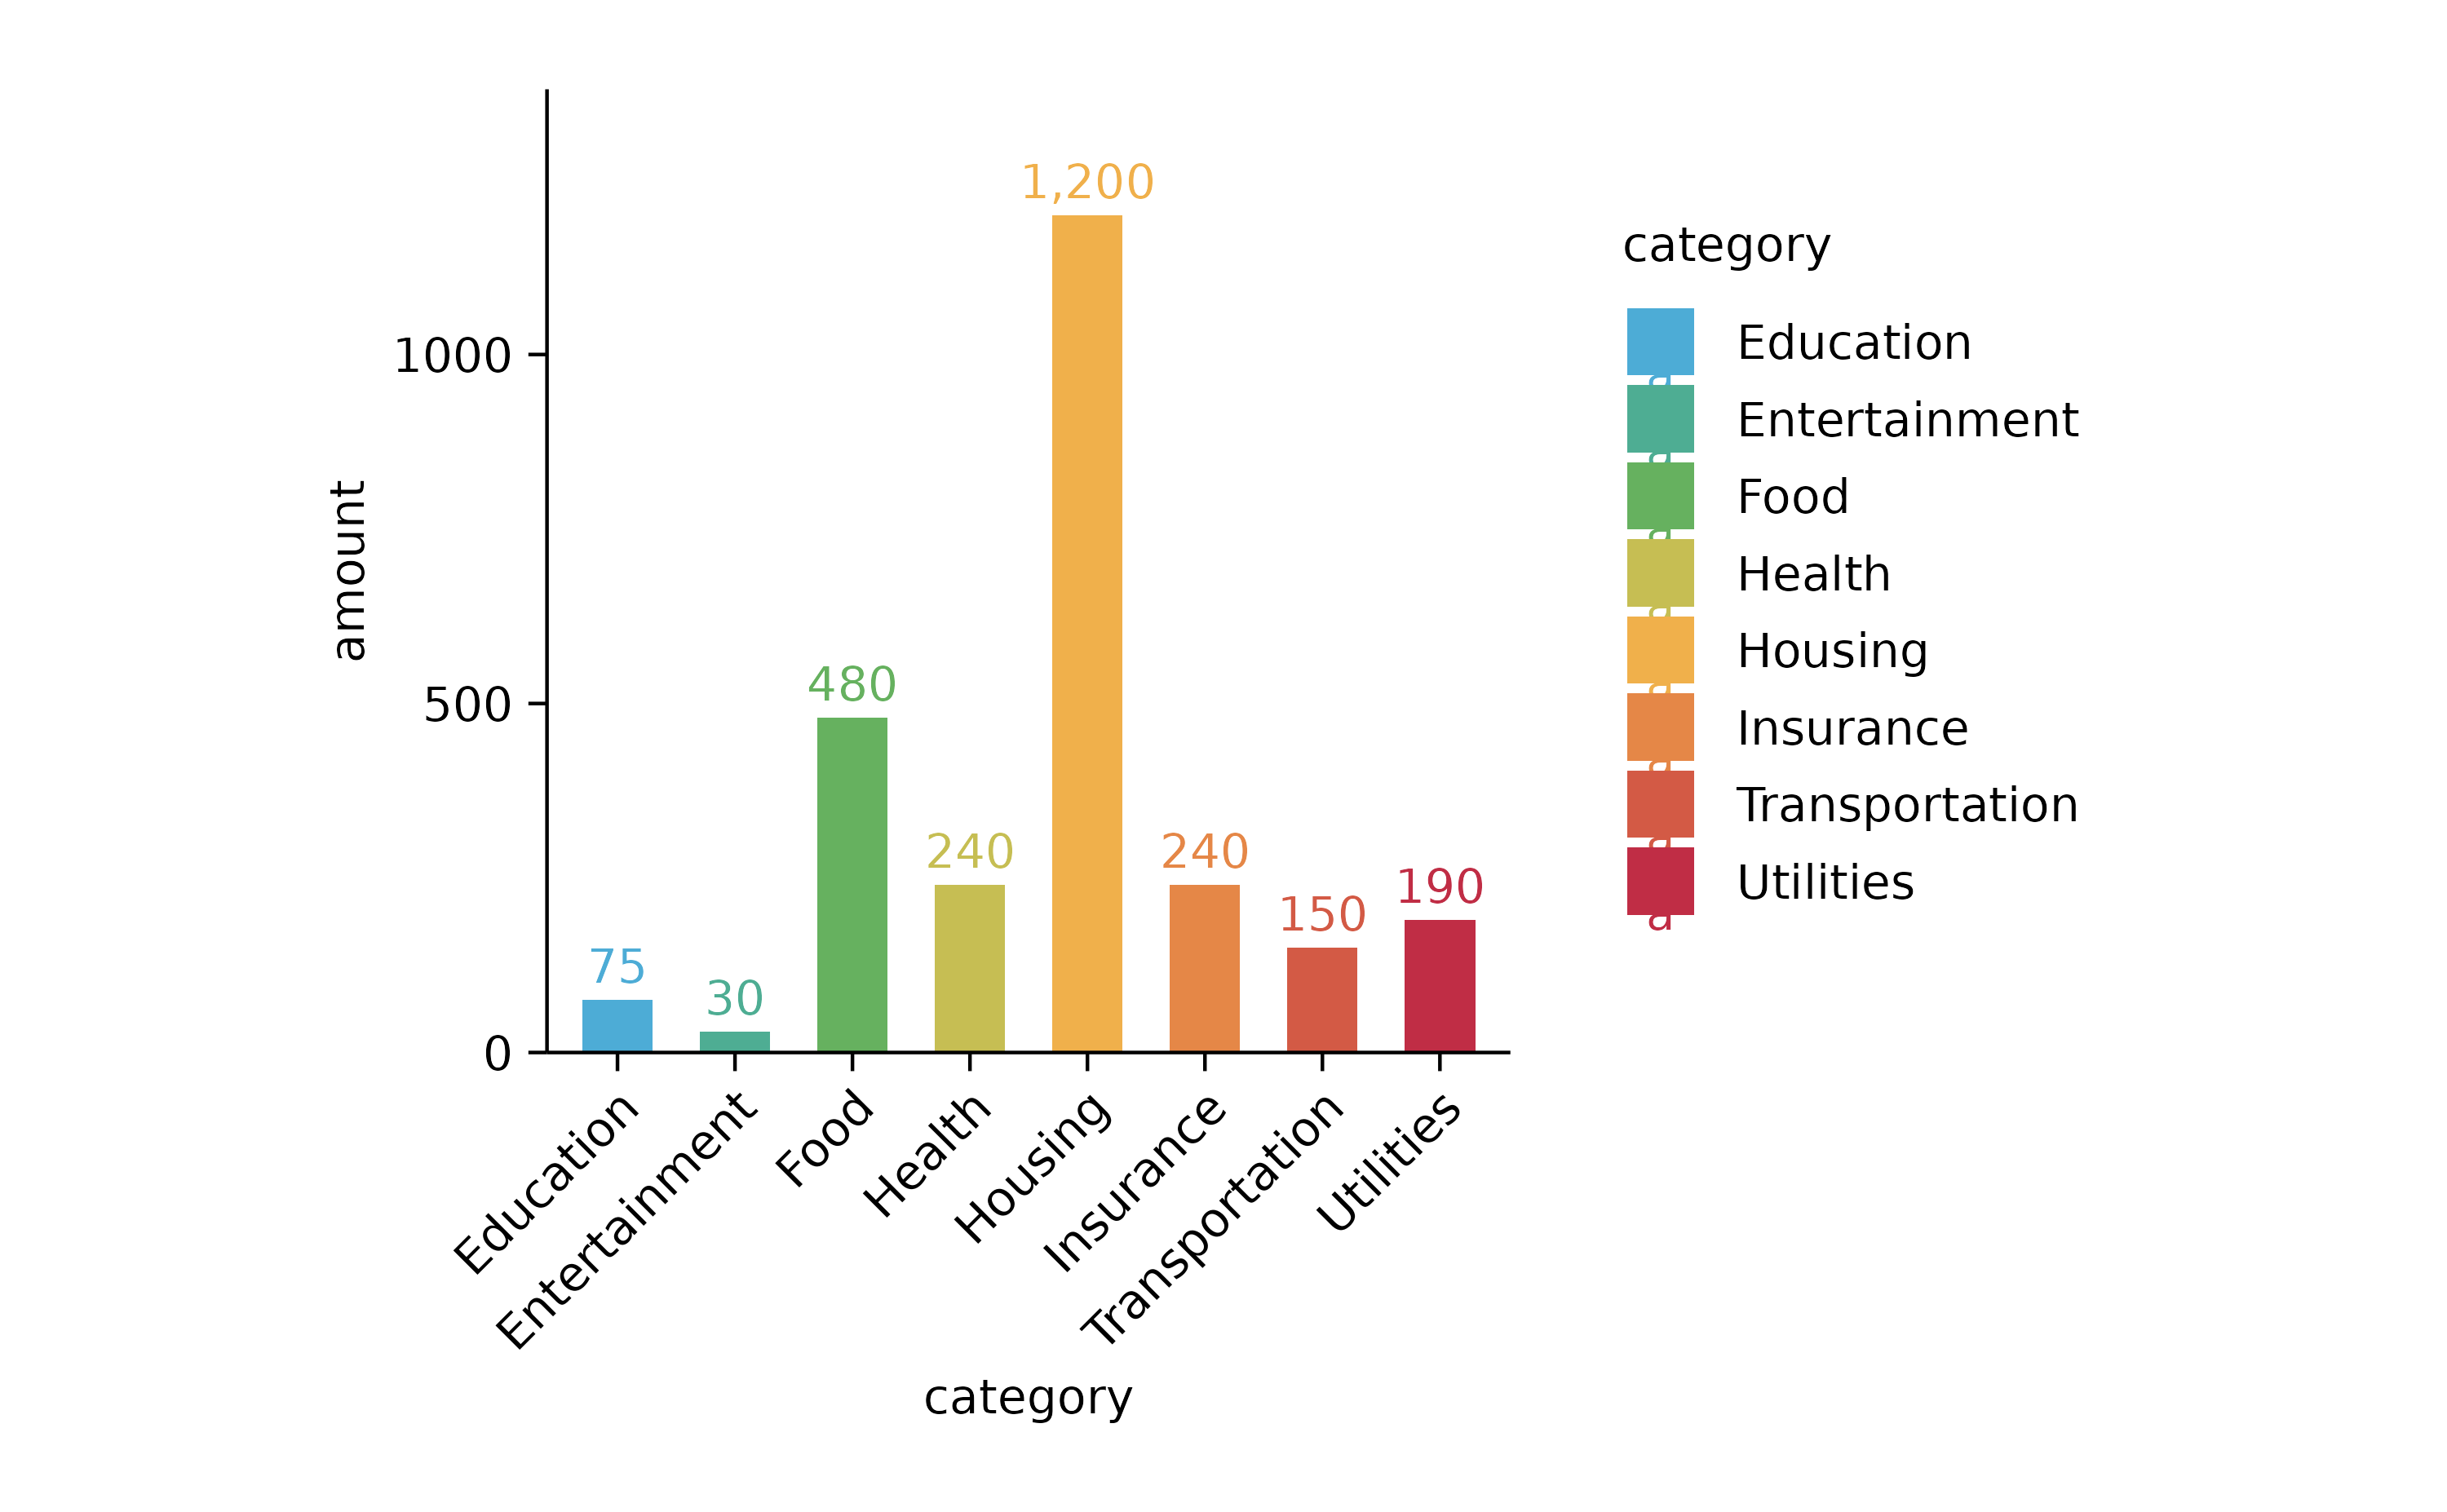 1,200
category
Education
1000
Entertainment
Food
amount
Health
Housing
480
500
Insurance
Transportation
240
240
190
Utilities
150
75
30
0
Education
Entertainment
Food
Health
Housing
Insurance
Transportation
Utilities
category